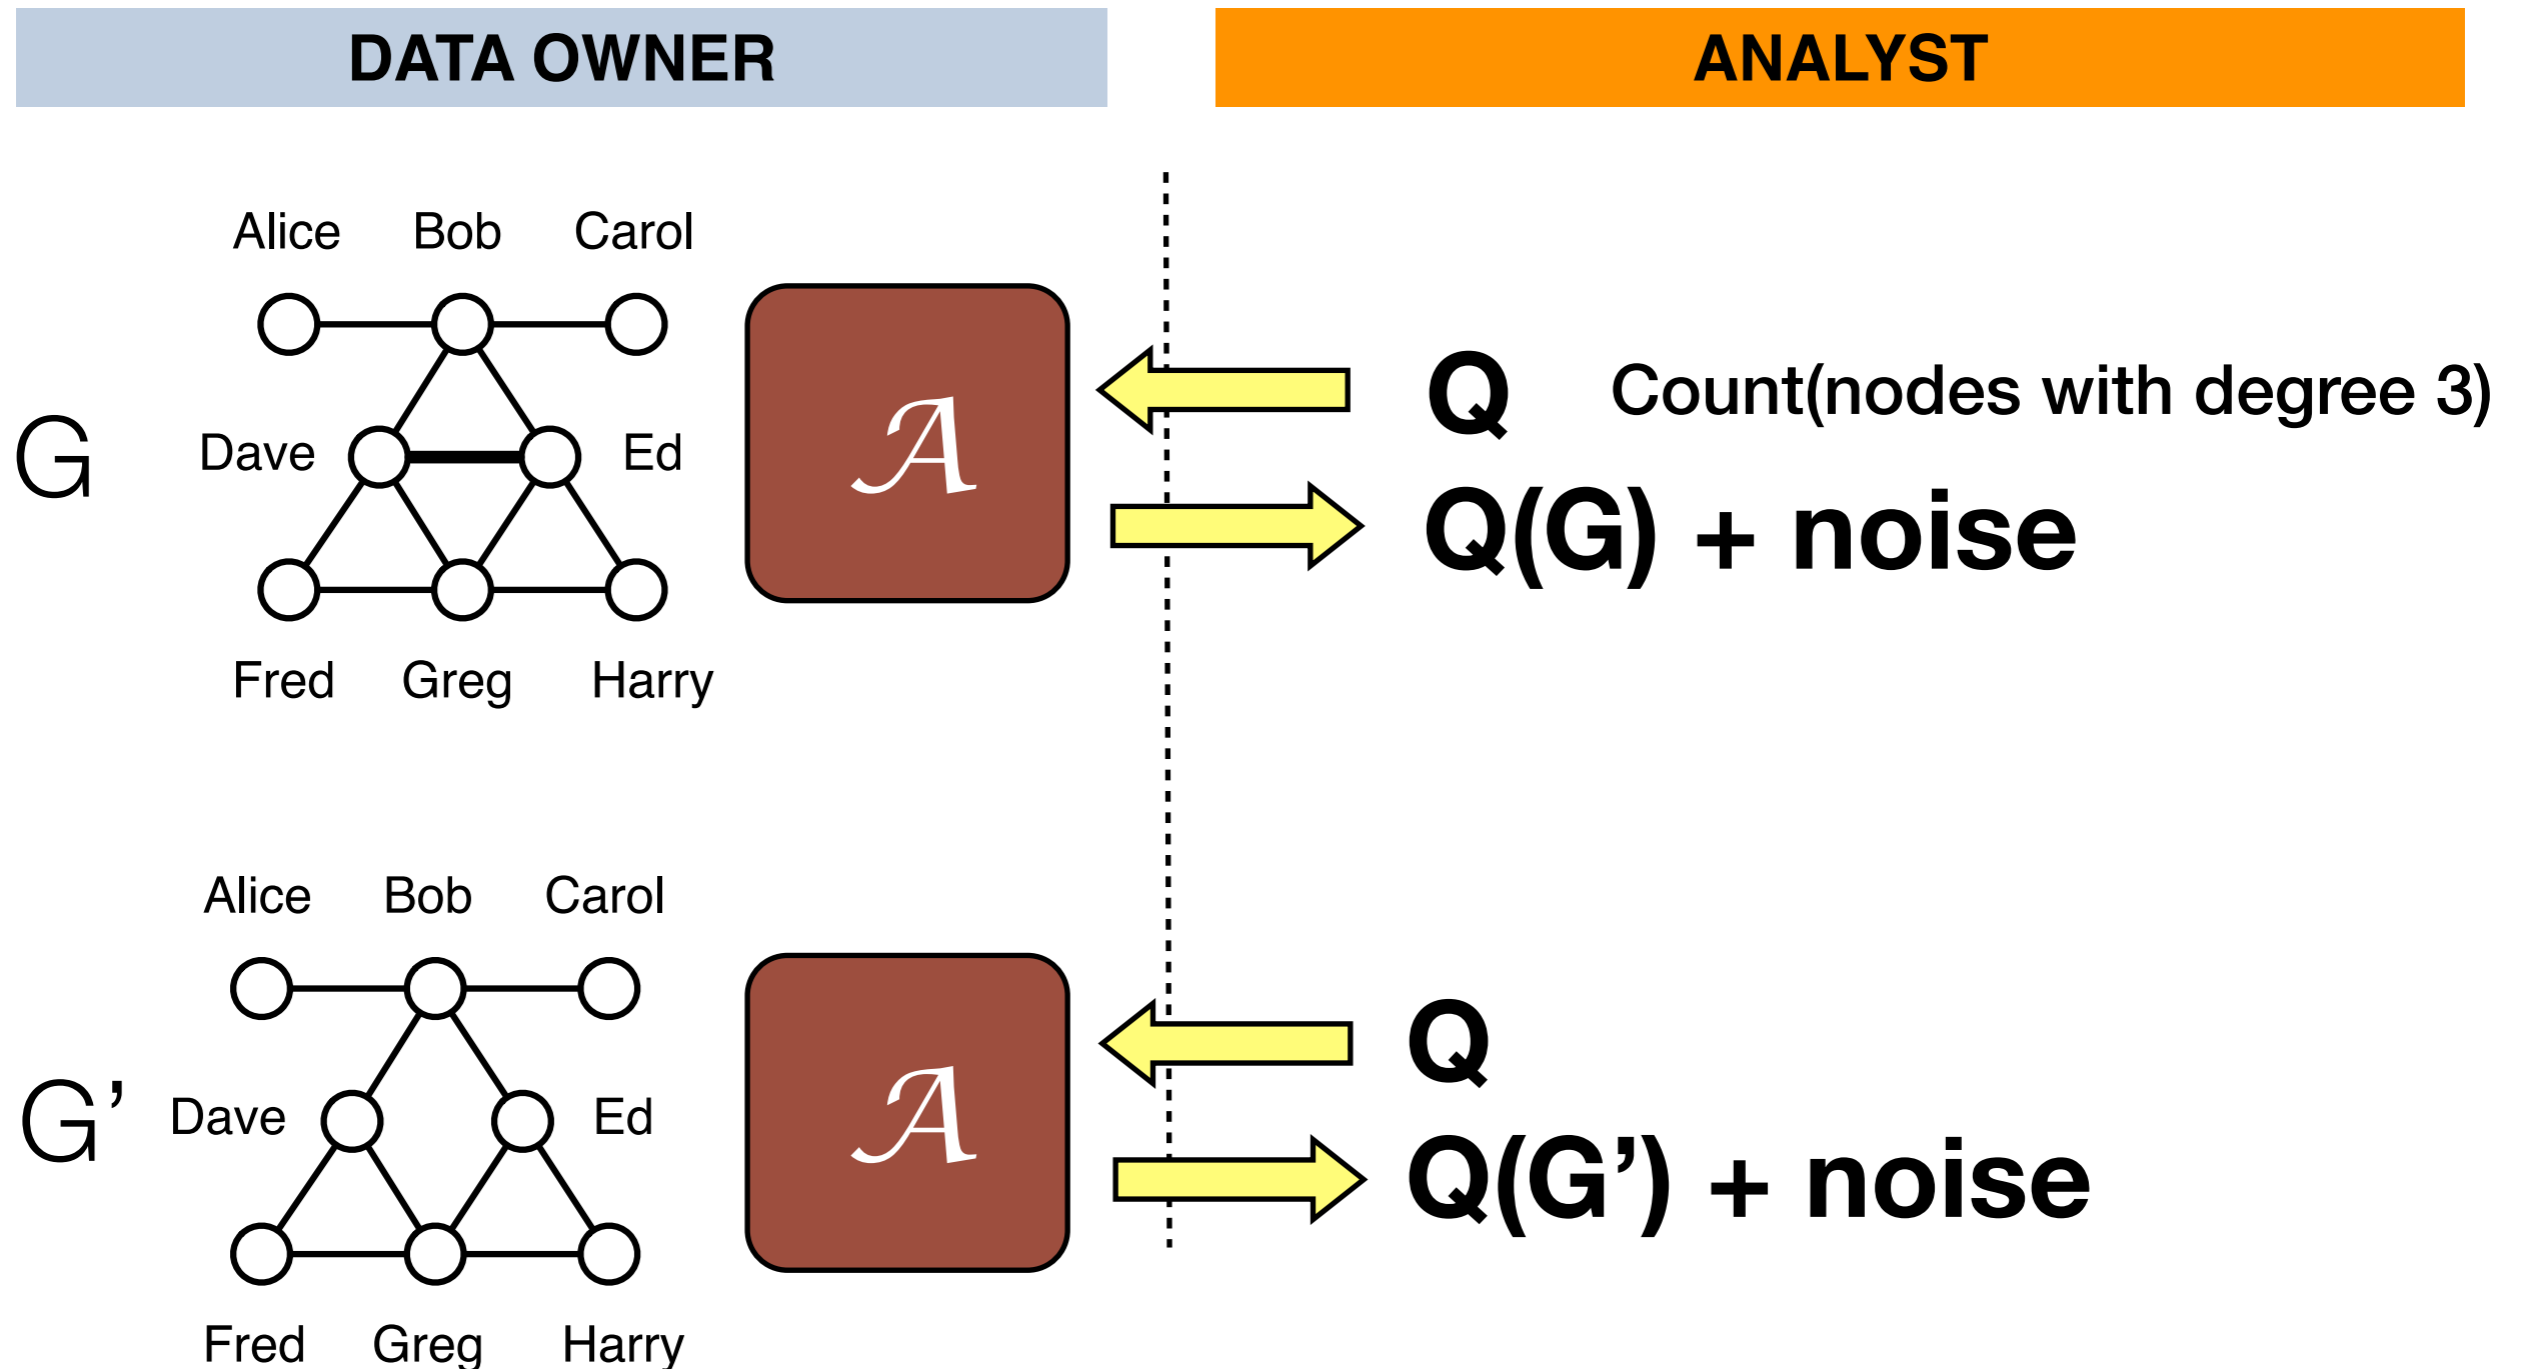 DATA OWNER
ANALYST
Alice Bob Carol
Q Count(nodes with degree 3)
G Dave Ed
𝒜
Q(G) + noise
Fred Greg Harry
Alice Bob Carol
Q
G’ Dave Ed
𝒜
Q(G’) + noise
Fred Greg Harry